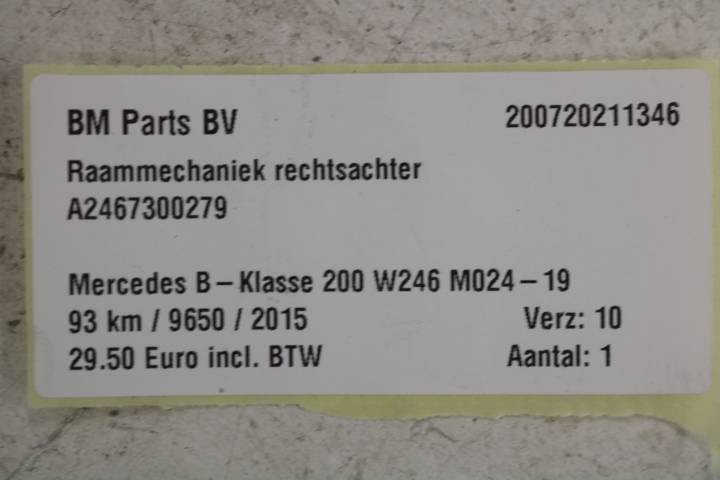 BM Parts BV 200720211346
Raammechaniek rechtsachter
A2467300279
Mercedes B-Klasse 200 W246 M024-19
93 km / 9650 / 2015 Verz: 10
29.50 Euro incl. BTW Aantal: 1